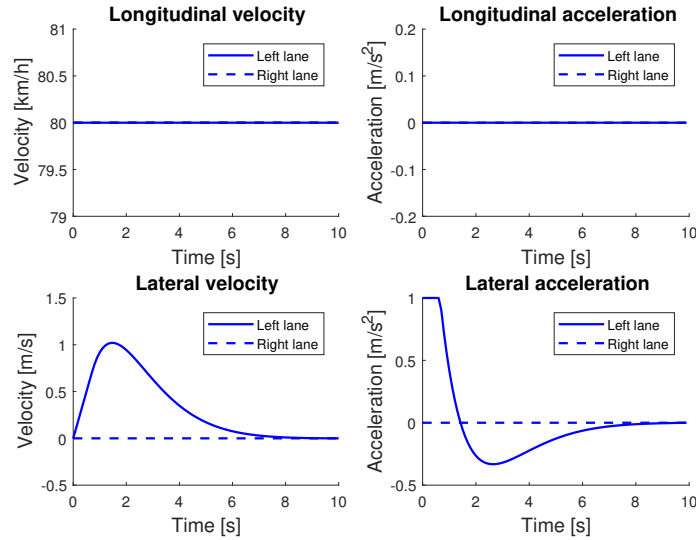 Longitudinal velocity
81
80.5
80
79.5
79
Velocity [km/h]
Left lane
Right lane
0 2 4 6 8 10
Time [s]
Longitudinal acceleration
0.2
0.1
0
-0.1
-0.2
Acceleration [m/s²]
Left lane
Right lane
0 2 4 6 8 10
Time [s]
Lateral velocity
1.5
1
0.5
0
-0.5
Velocity [m/s]
Left lane
Right lane
0 2 4 6 8 10
Time [s]
Lateral acceleration
1
0.5
0
-0.5
Acceleration [m/s²]
Left lane
Right lane
0 2 4 6 8 10
Time [s]